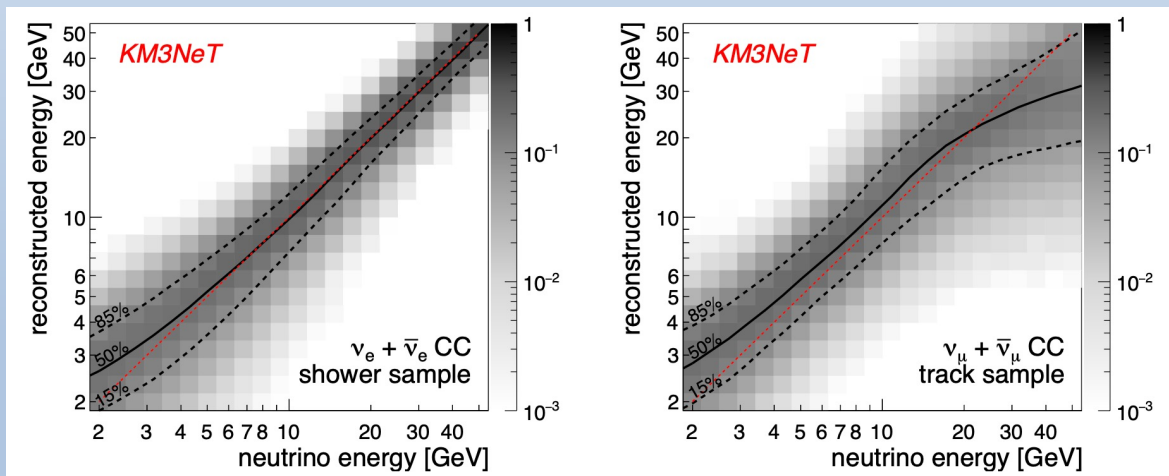 KM3NeT
reconstructed energy [GeV]
50
40
30
20
10
6
5
4
3
2
85%
50%
15%
νe + ν̄e CC
shower sample
2 3 4 5 6 7 8 10 20 30 40
neutrino energy [GeV]
1
10⁻¹
10⁻²
10⁻³
KM3NeT
reconstructed energy [GeV]
50
40
30
20
10
6
5
4
3
2
85%
50%
15%
νμ + ν̄μ CC
track sample
2 3 4 5 6 7 8 10 20 30 40
neutrino energy [GeV]
1
10⁻¹
10⁻²
10⁻³